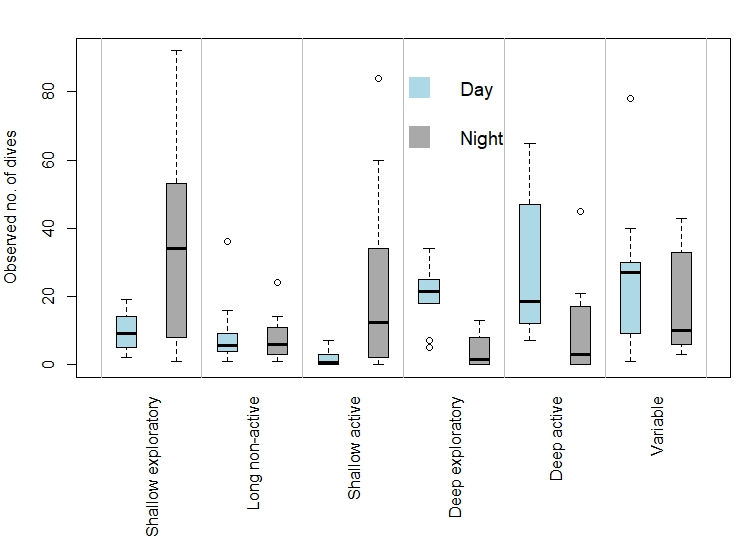 Observed no. of dives
80
60
40
20
0
Day
Night
Shallow exploratory
Long non-active
Shallow active
Deep exploratory
Deep active
Variable